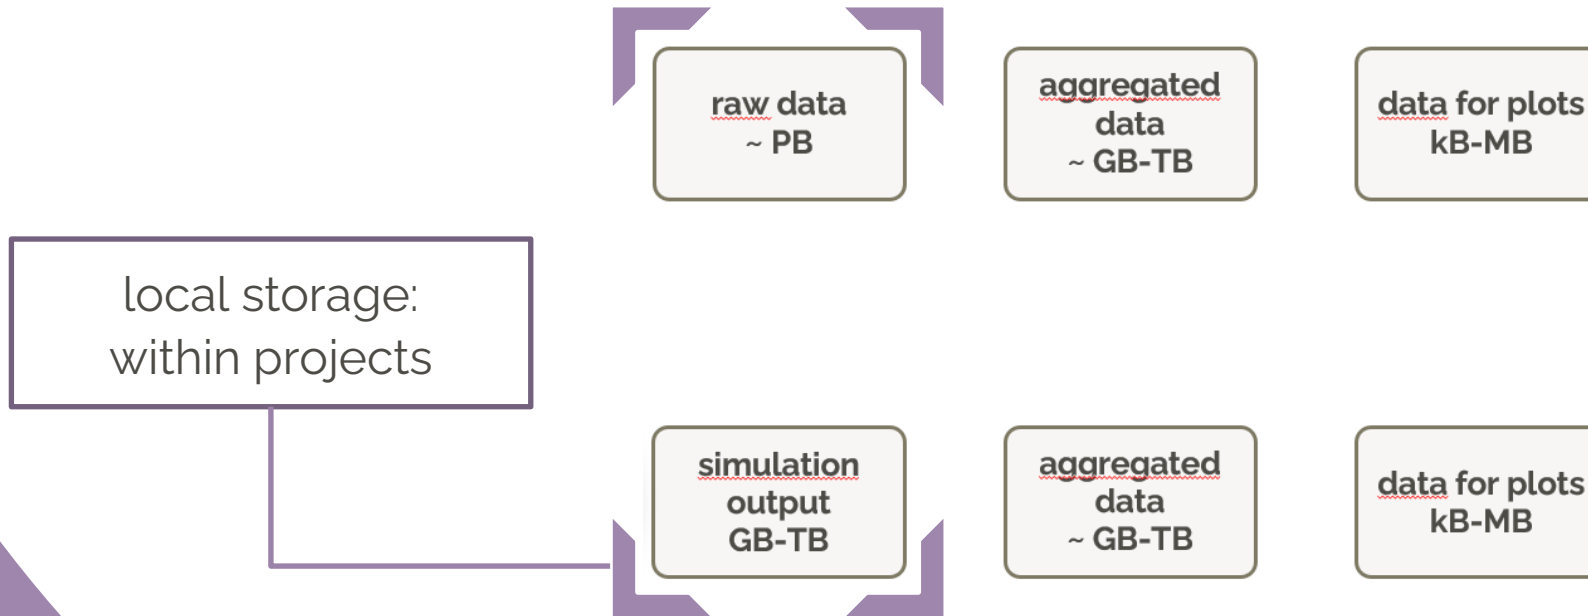 raw data
~ PB
aggregated
data
~ GB-TB
data for plots
kB-MB
local storage:
within projects
simulation
output
GB-TB
aggregated
data
~ GB-TB
data for plots
kB-MB